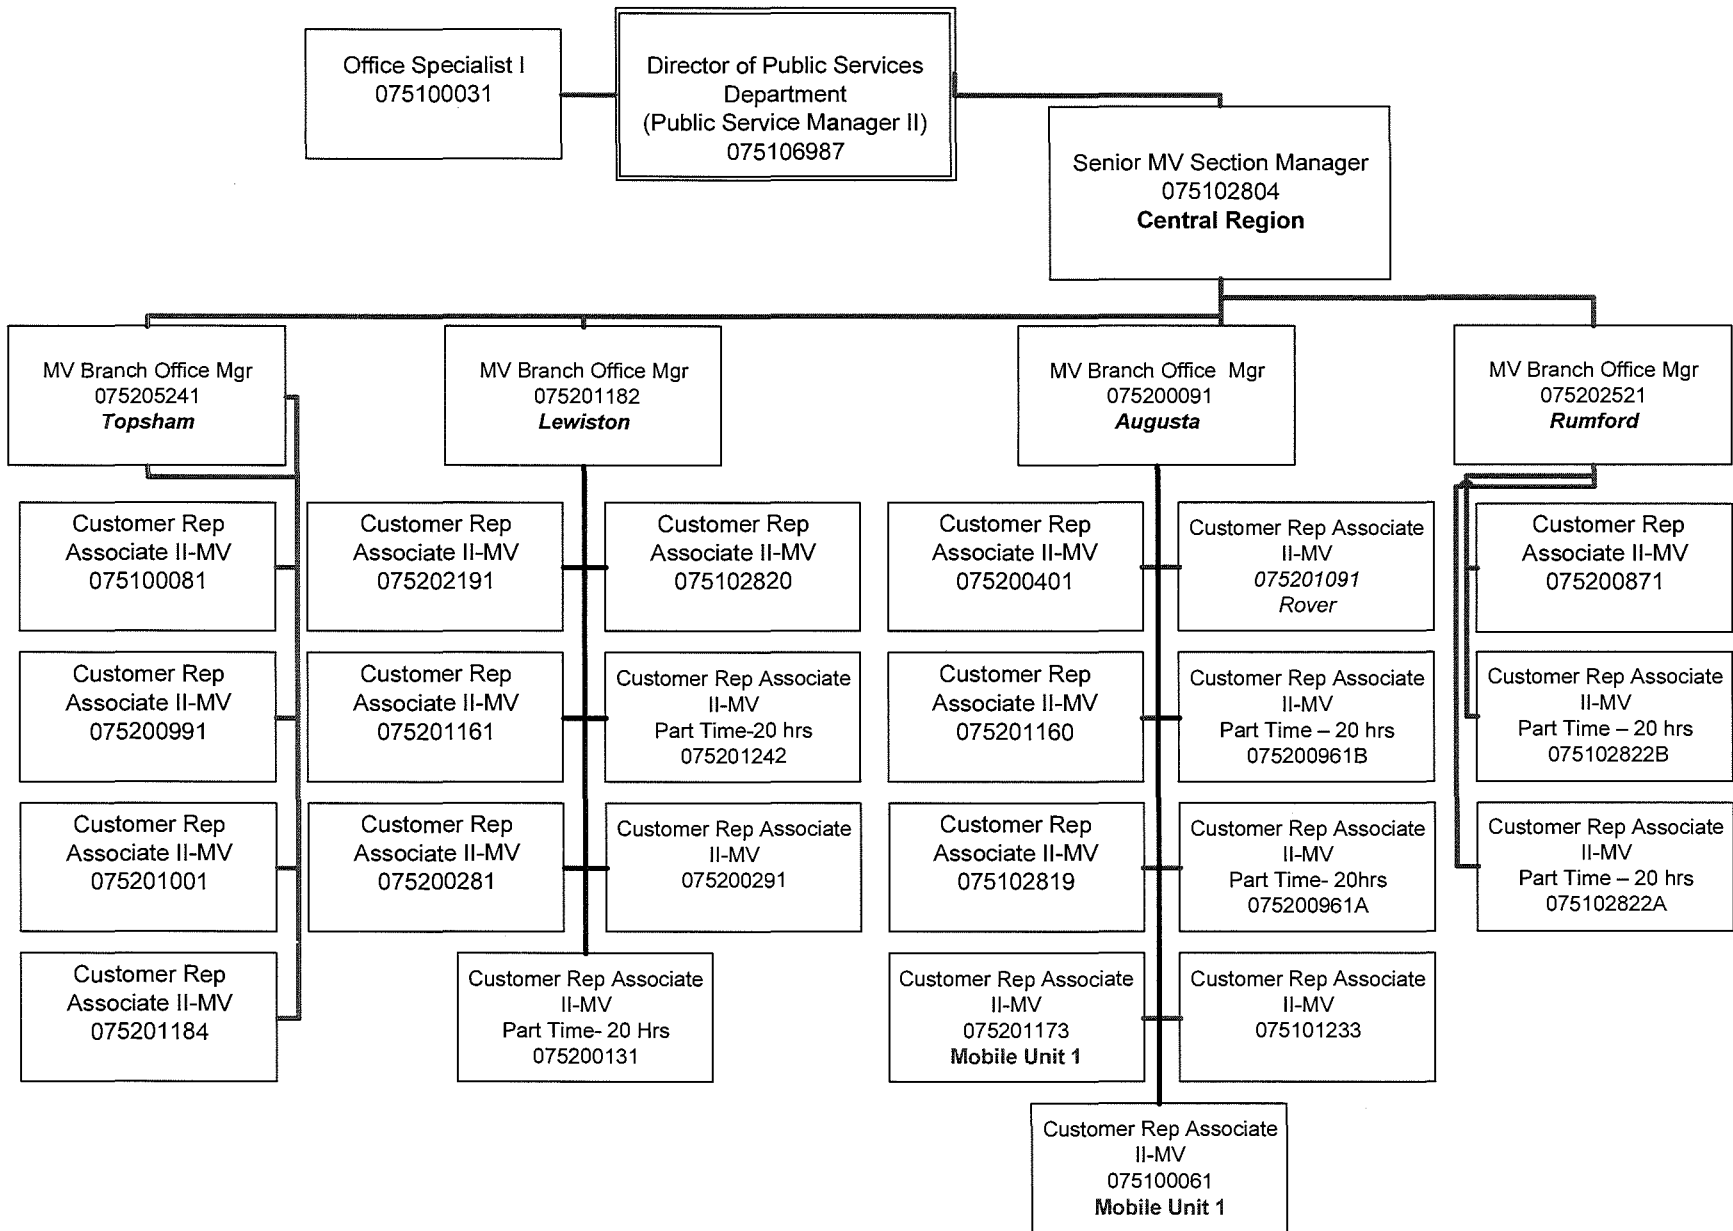 Office Specialist I
075100031
Director of Public Services
Department
(Public Service Manager II)
075106987
Senior MV Section Manager
075102804
Central Region
MV Branch Office Mgr
075205241
Topsham
MV Branch Office Mgr
075201182
Lewiston
MV Branch Office Mgr
075200091
Augusta
MV Branch Office Mgr
075202521
Rumford
Customer Rep
Associate II-MV
075100081
Customer Rep
Associate II-MV
075202191
Customer Rep
Associate II-MV
075102820
Customer Rep
Associate II-MV
075200401
Customer Rep Associate
II-MV
075201091
Rover
Customer Rep
Associate II-MV
075200871
Customer Rep
Associate II-MV
075200991
Customer Rep
Associate II-MV
075201161
Customer Rep Associate
II-MV
Part Time-20 hrs
075201242
Customer Rep
Associate II-MV
075201160
Customer Rep Associate
II-MV
Part Time – 20 hrs
075200961B
Customer Rep Associate
II-MV
Part Time – 20 hrs
075102822B
Customer Rep
Associate II-MV
075201001
Customer Rep
Associate II-MV
075200281
Customer Rep Associate
II-MV
075200291
Customer Rep
Associate II-MV
075102819
Customer Rep Associate
II-MV
Part Time- 20hrs
075200961A
Customer Rep Associate
II-MV
Part Time – 20 hrs
075102822A
Customer Rep
Associate II-MV
075201184
Customer Rep Associate
II-MV
Part Time- 20 Hrs
075200131
Customer Rep Associate
II-MV
075201173
Mobile Unit 1
Customer Rep Associate
II-MV
075101233
Customer Rep Associate
II-MV
075100061
Mobile Unit 1